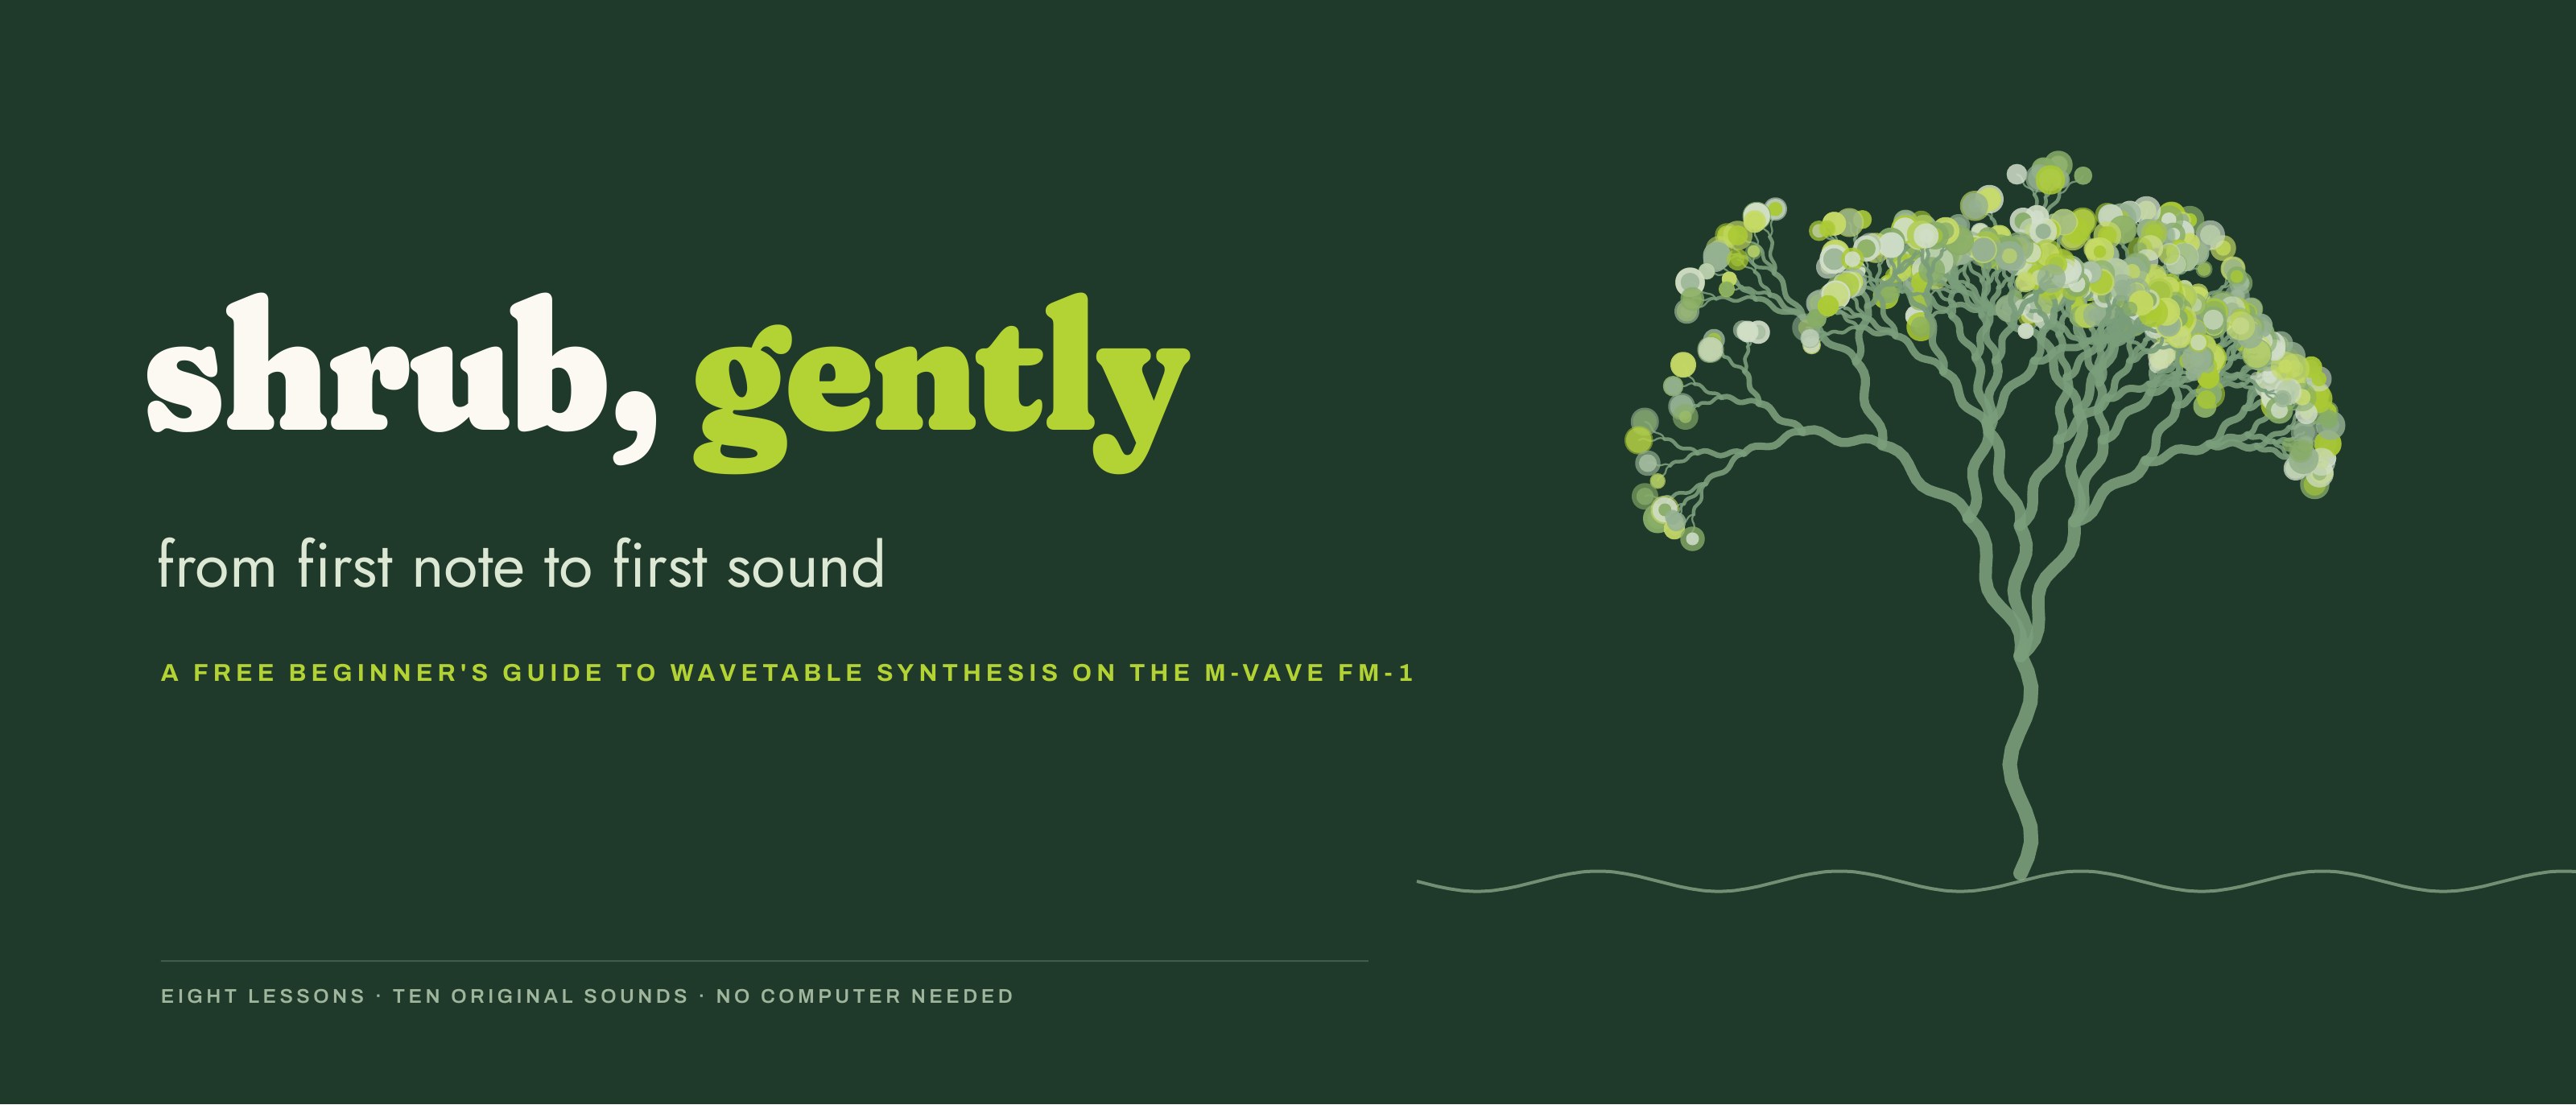 shrub, gently
from first note to first sound
A FREE BEGINNER'S GUIDE TO WAVETABLE SYNTHESIS ON THE M-VAVE FM-1
EIGHT LESSONS · TEN ORIGINAL SOUNDS · NO COMPUTER NEEDED